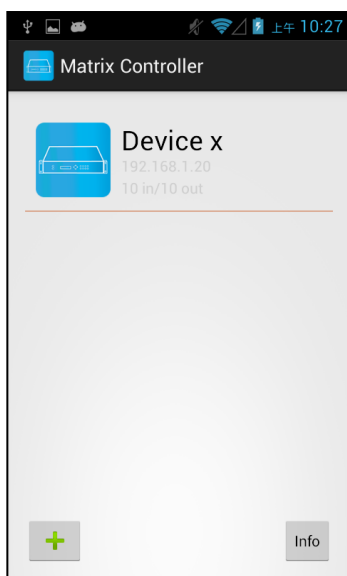 上午 10:27
Matrix Controller
Device x
192.168.1.20
10 in/10 out
Info